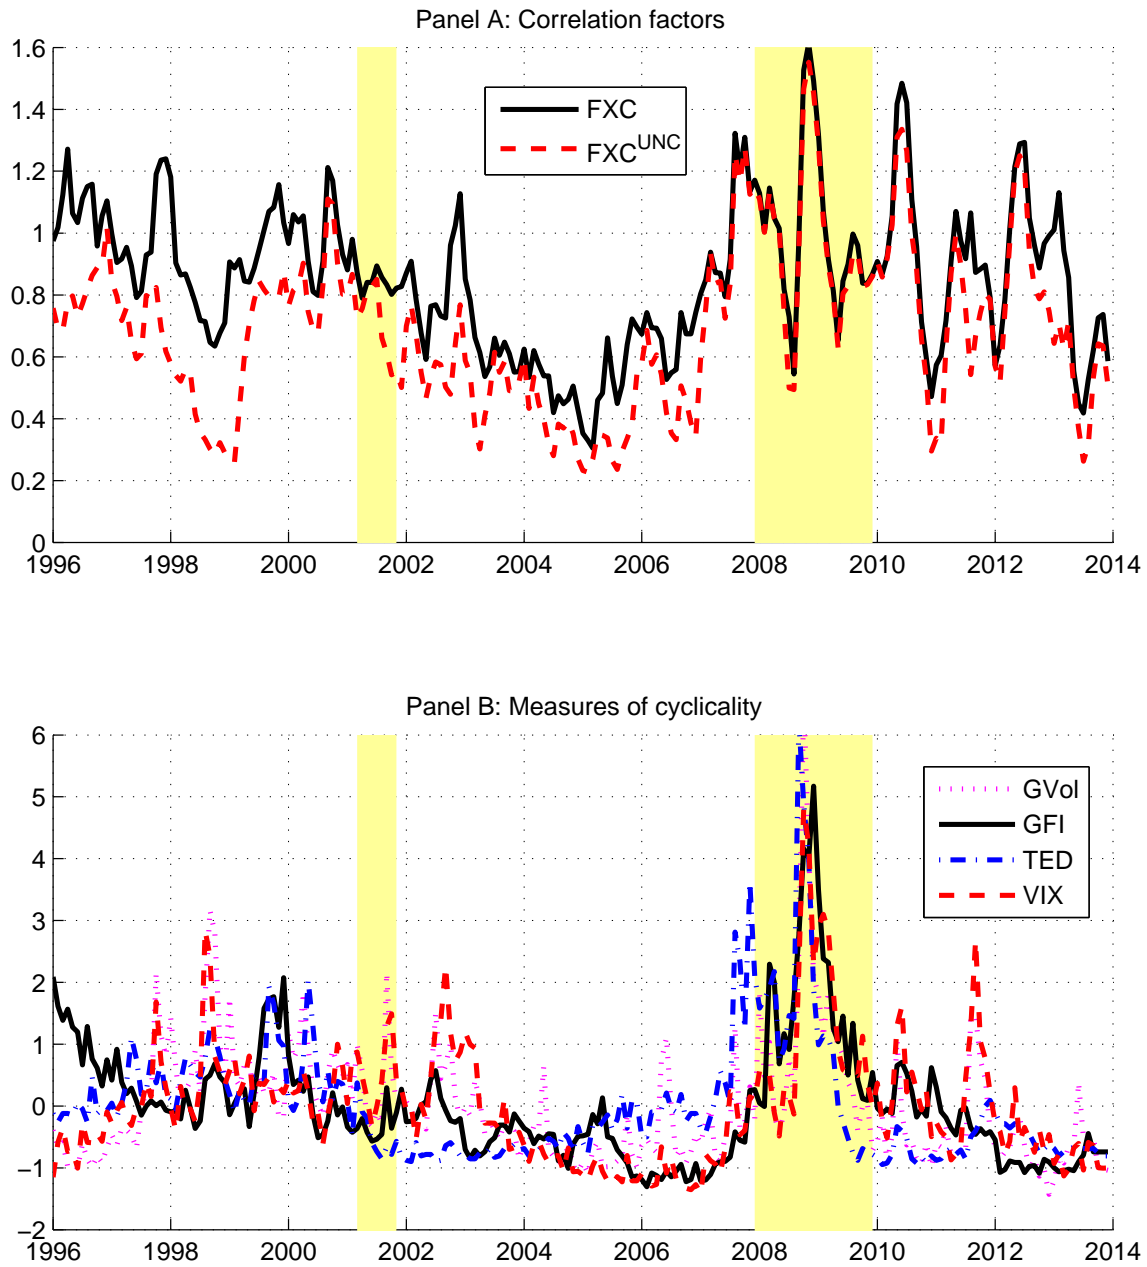 Panel A: Correlation factors
1.6
1.4
1.2
1
0.8
0.6
0.4
0.2
0
FXC
FXC^UNC
1996 1998 2000 2002 2004 2006 2008 2010 2012 2014
Panel B: Measures of cyclicality
6
5
4
3
2
1
0
−1
−2
GVol
GFI
TED
VIX
1996 1998 2000 2002 2004 2006 2008 2010 2012 2014